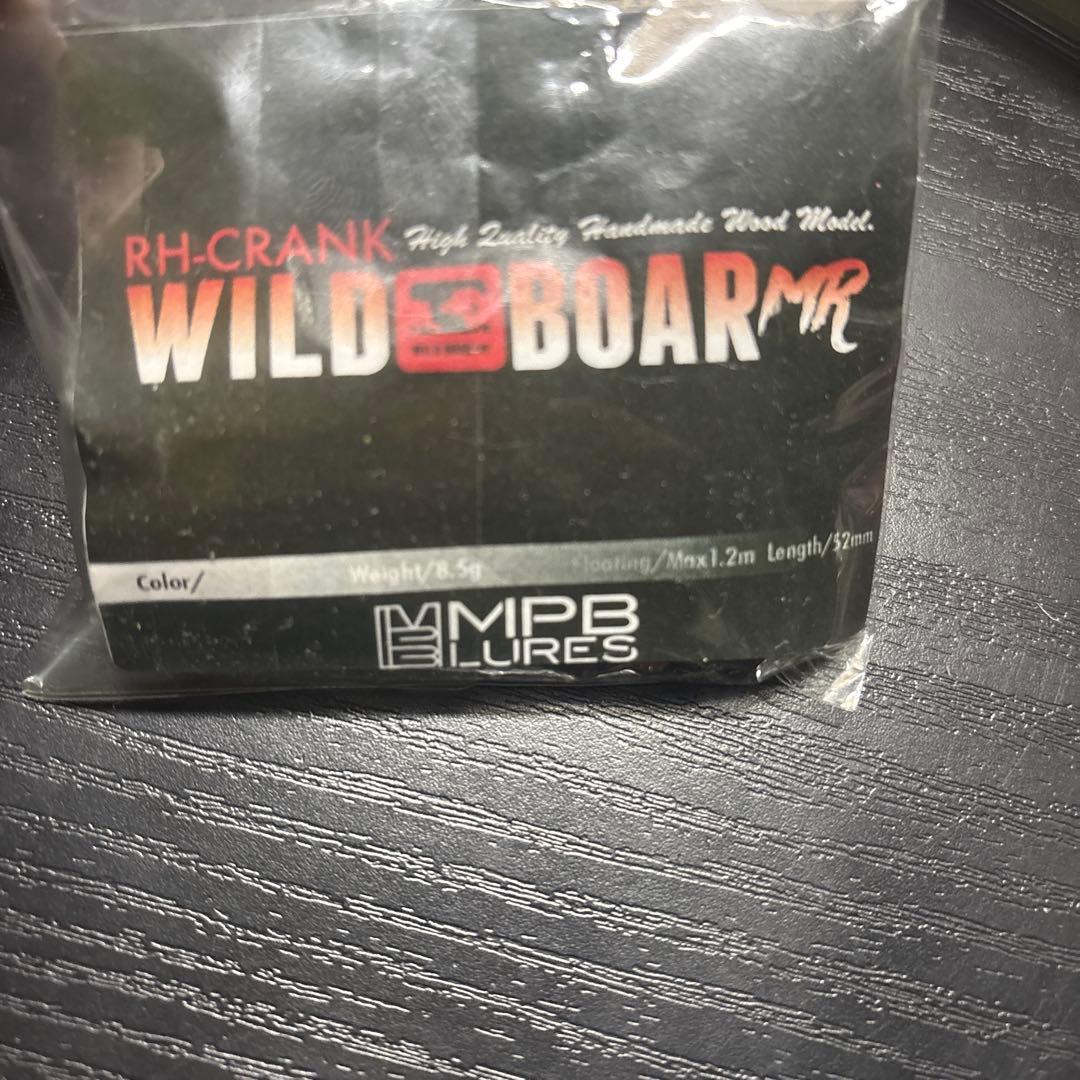 RH-CRANK High Quality Handmade Wood Model.
WILD BOAR MR
Color/ Weight/8.5g Floating/Max1.2m Length/52mm
MPB
LURES